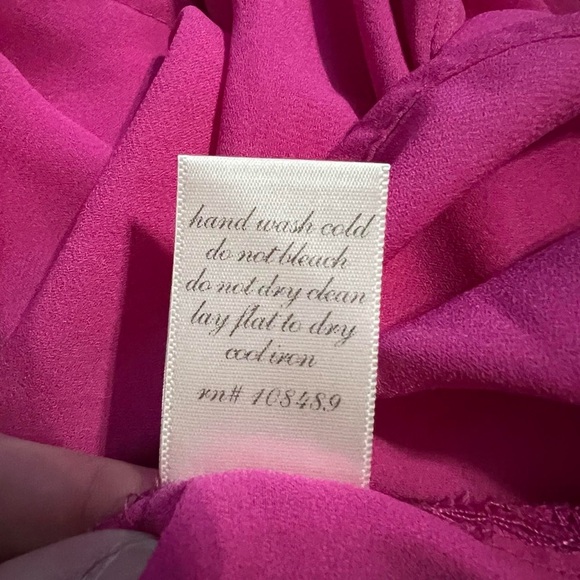 hand wash cold
do not bleach
do not dry clean
lay flat to dry
cool iron
rn# 108489